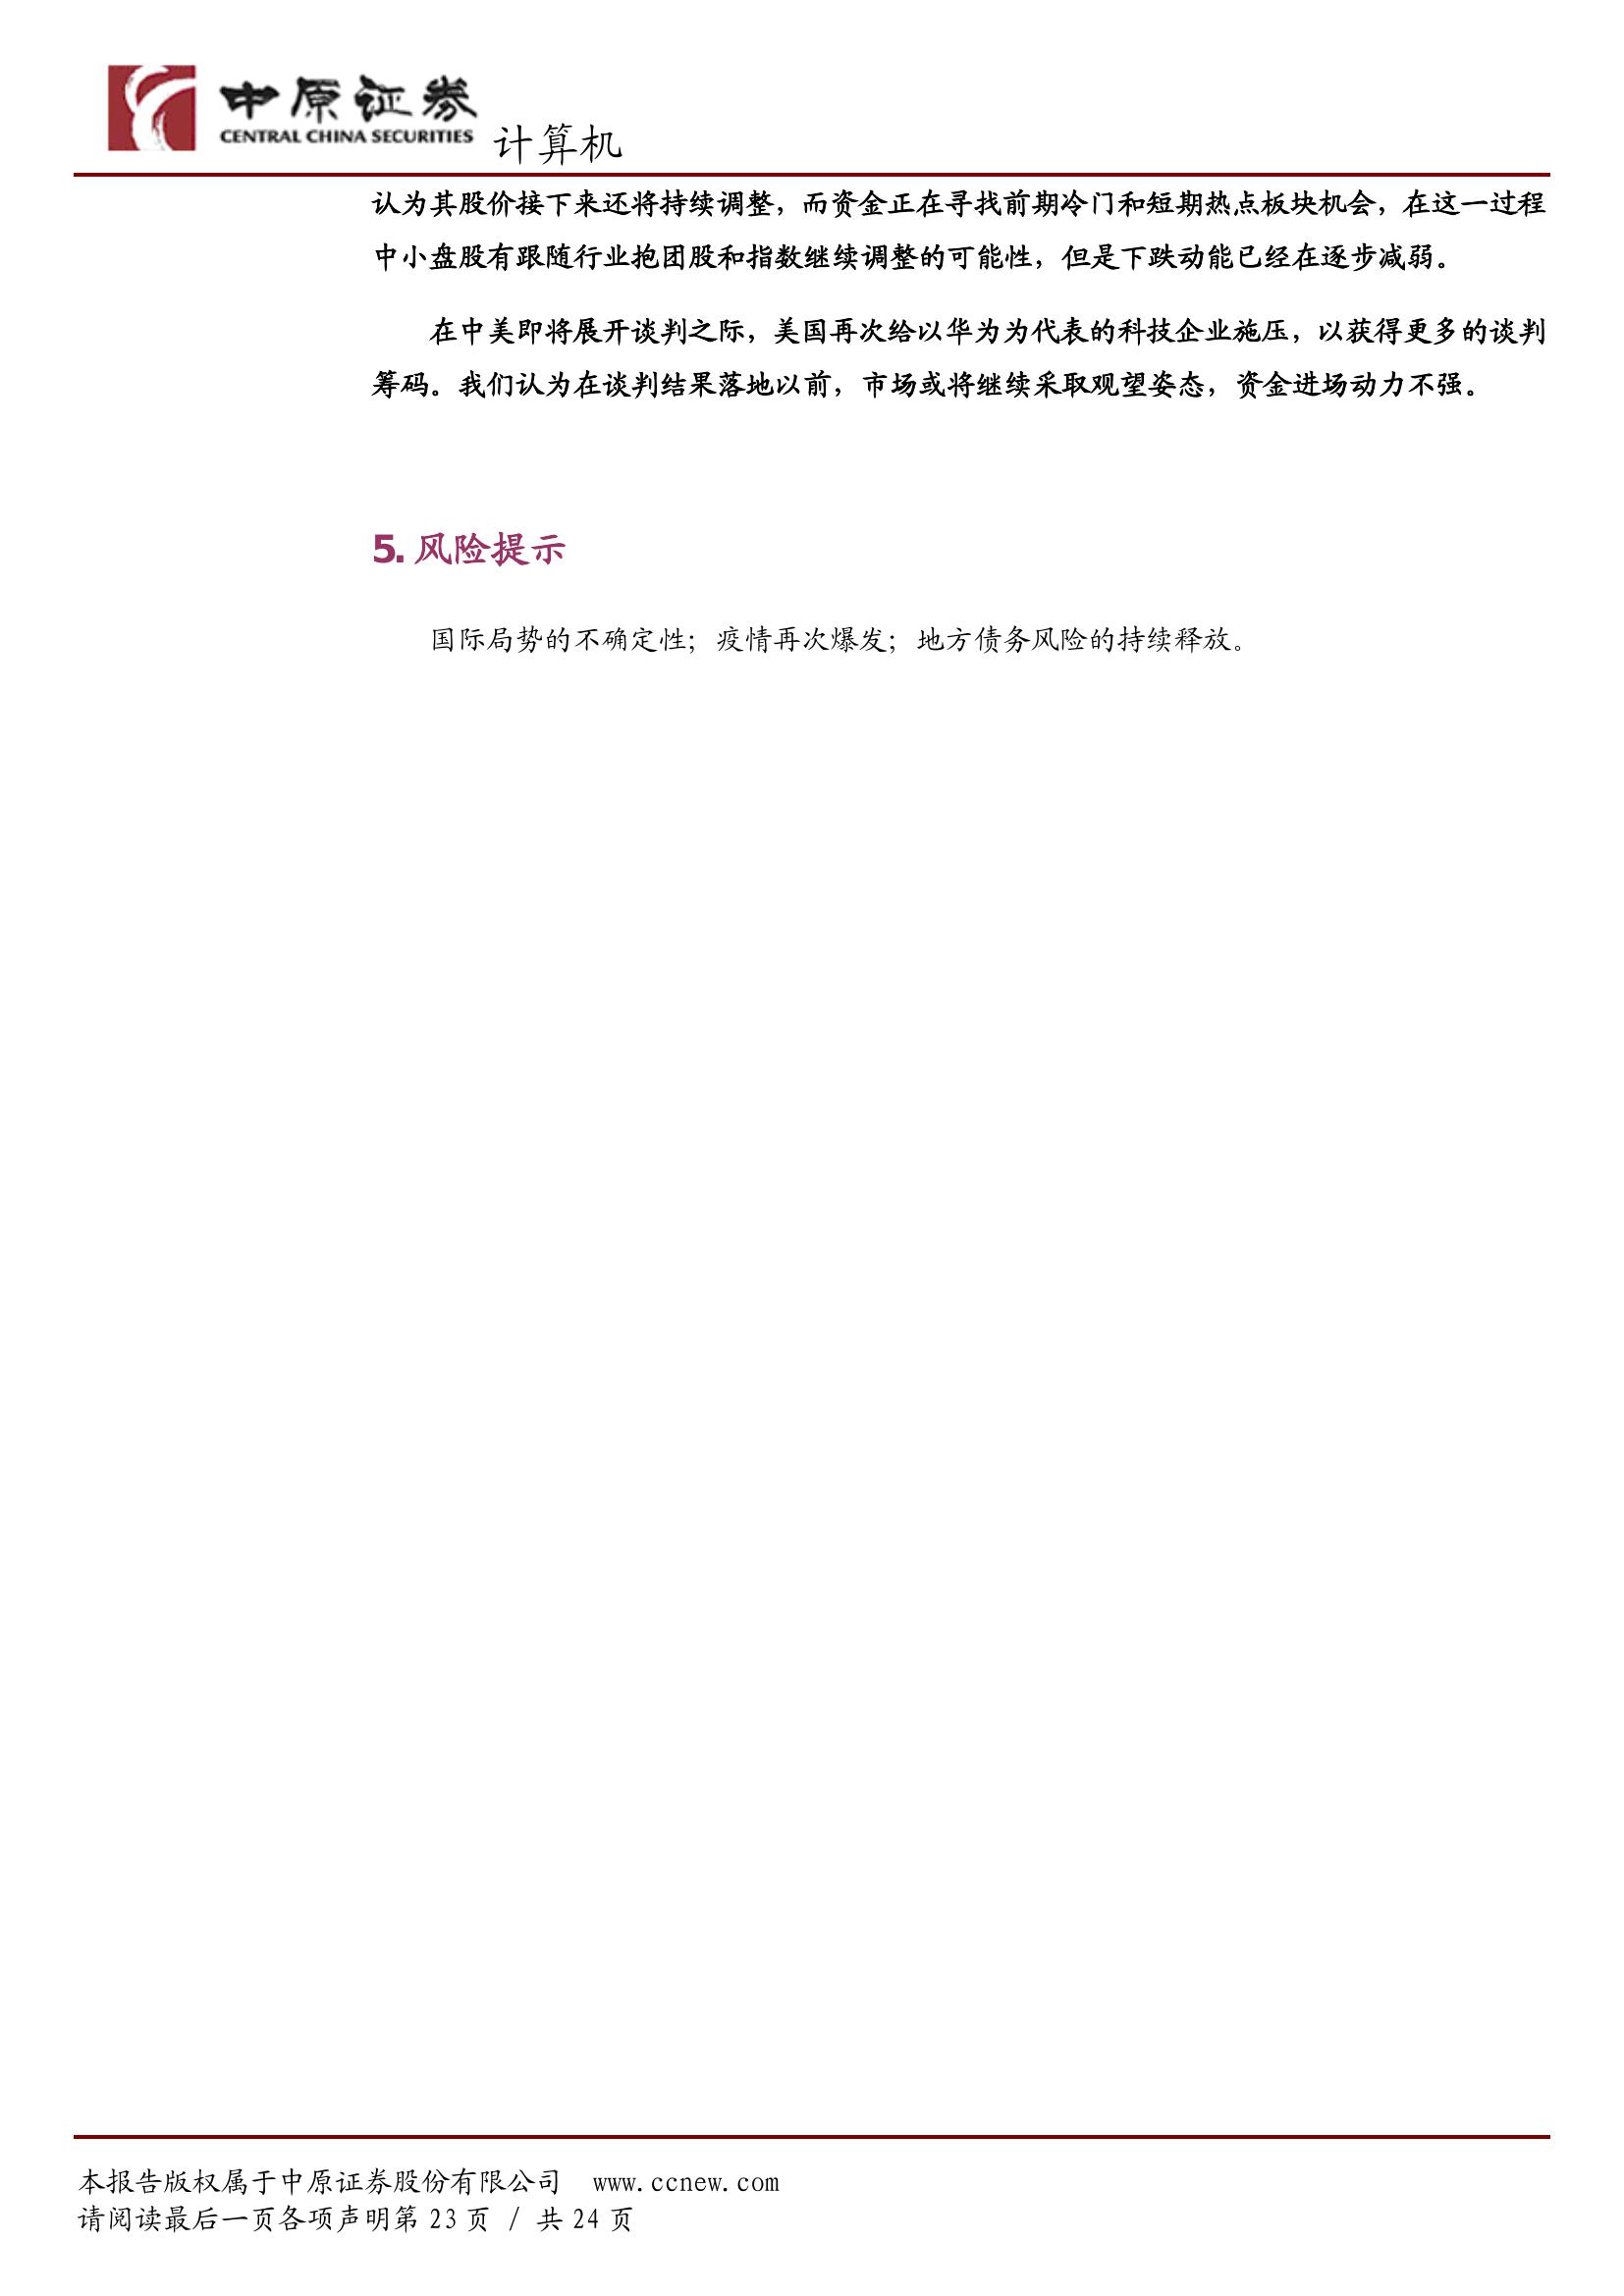 中原证券
CENTRAL CHINA SECURITIES
计算机
认为其股价接下来还将持续调整，而资金正在寻找前期冷门和短期热点板块机会，在这一过程
中小盘股有跟随行业抱团股和指数继续调整的可能性，但是下跌动能已经在逐步减弱。
在中美即将展开谈判之际，美国再次给以华为为代表的科技企业施压，以获得更多的谈判
筹码。我们认为在谈判结果落地以前，市场或将继续采取观望姿态，资金进场动力不强。
5. 风险提示
国际局势的不确定性；疫情再次爆发；地方债务风险的持续释放。
本报告版权属于中原证券股份有限公司 www.ccnew.com
请阅读最后一页各项声明第 23 页 / 共 24 页